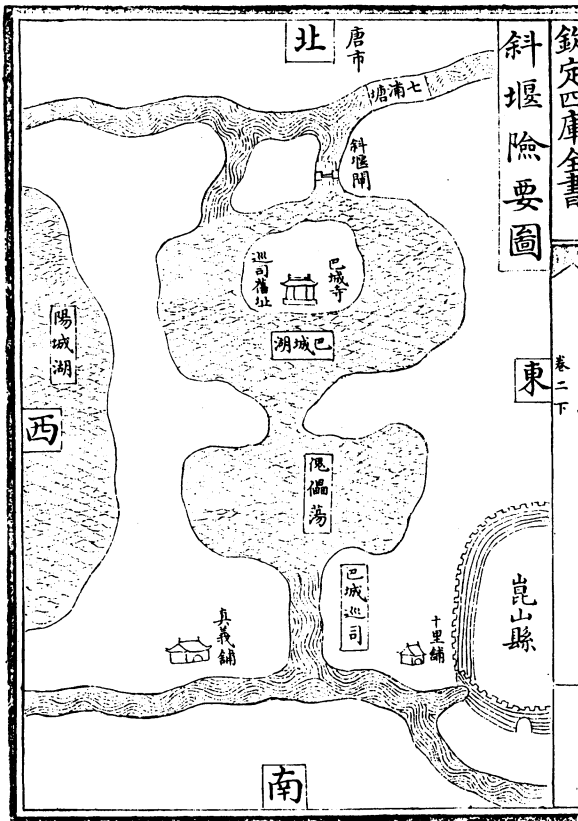 欽定四庫全書
卷二下
斜堰險要圖
北
唐市
七浦塘
斜堰閘
巴城寺
巡司舊址
巴城湖
陽城湖
東
西
傀儡蕩
巴城巡司
崑山縣
十里舖
真義舖
南